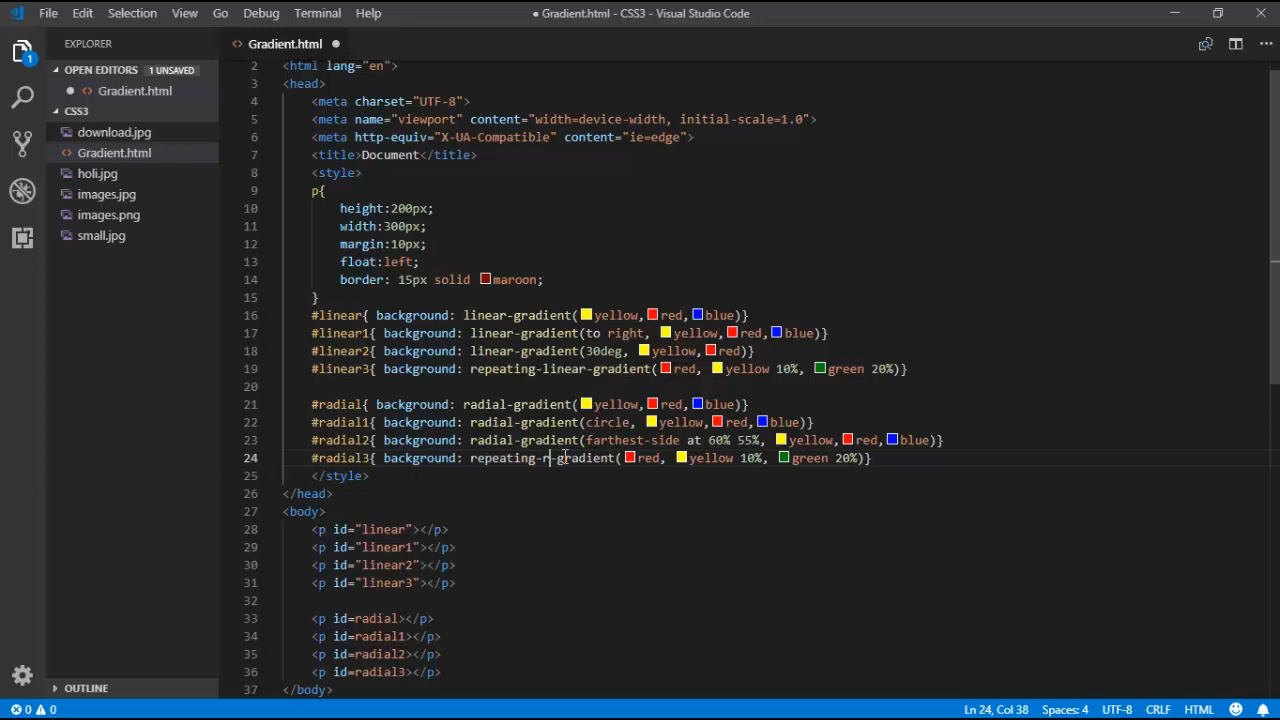 File Edit Selection View Go Debug Terminal Help
● Gradient.html - CSS3 - Visual Studio Code
EXPLORER
Gradient.html
OPEN EDITORS 1 UNSAVED
Gradient.html
CSS3
download.jpg
Gradient.html
holi.jpg
images.jpg
images.png
small.jpg
OUTLINE
1
2 <html lang="en">
3 <head>
4 <meta charset="UTF-8">
5 <meta name="viewport" content="width=device-width, initial-scale=1.0">
6 <meta http-equiv="X-UA-Compatible" content="ie=edge">
7 <title>Document</title>
8 <style>
9 p{
10 height:200px;
11 width:300px;
12 margin:10px;
13 float:left;
14 border: 15px solid maroon;
15 }
16 #linear{ background: linear-gradient(yellow,red,blue)}
17 #linear1{ background: linear-gradient(to right, yellow,red,blue)}
18 #linear2{ background: linear-gradient(30deg, yellow,red)}
19 #linear3{ background: repeating-linear-gradient(red, yellow 10%, green 20%)}
20
21 #radial{ background: radial-gradient(yellow,red,blue)}
22 #radial1{ background: radial-gradient(circle, yellow,red,blue)}
23 #radial2{ background: radial-gradient(farthest-side at 60% 55%, yellow,red,blue)}
24 #radial3{ background: repeating-r-gradient(red, yellow 10%, green 20%)}
25 </style>
26 </head>
27 <body>
28 <p id="linear"></p>
29 <p id="linear1"></p>
30 <p id="linear2"></p>
31 <p id="linear3"></p>
32
33 <p id=radial></p>
34 <p id=radial1></p>
35 <p id=radial2></p>
36 <p id=radial3></p>
37 </body>
0 0
Ln 24, Col 38 Spaces: 4 UTF-8 CRLF HTML